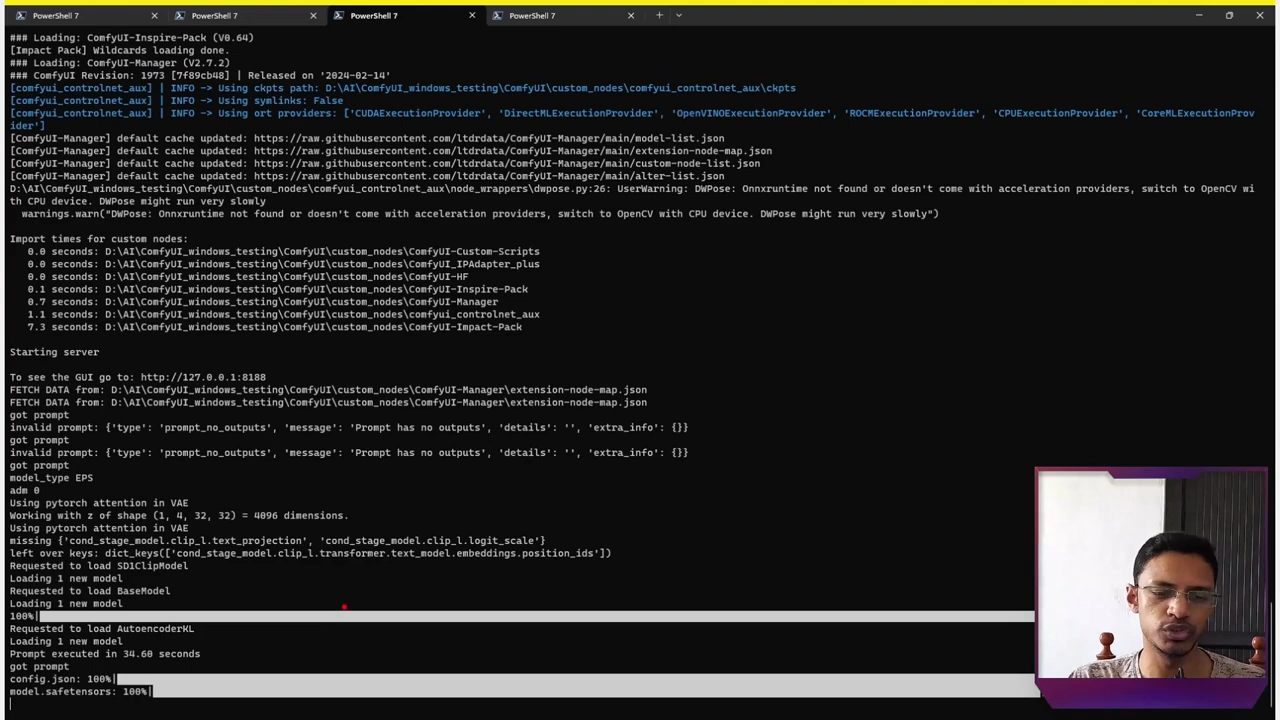 PowerShell 7
PowerShell 7
PowerShell 7
PowerShell 7
### Loading: ComfyUI-Inspire-Pack (V0.64)
[Impact Pack] Wildcards loading done.
### Loading: ComfyUI-Manager (V2.7.2)
### ComfyUI Revision: 1973 [7f89cb48] | Released on '2024-02-14'
[comfyui_controlnet_aux] | INFO -> Using ckpts path: D:\AI\ComfyUI_windows_testing\ComfyUI\custom_nodes\comfyui_controlnet_aux\ckpts
[comfyui_controlnet_aux] | INFO -> Using symlinks: False
[comfyui_controlnet_aux] | INFO -> Using ort providers: ['CUDAExecutionProvider', 'DirectMLExecutionProvider', 'OpenVINOExecutionProvider', 'ROCMExecutionProvider', 'CPUExecutionProvider', 'CoreMLExecutionProv
ider']
[ComfyUI-Manager] default cache updated: https://raw.githubusercontent.com/ltdrdata/ComfyUI-Manager/main/model-list.json
[ComfyUI-Manager] default cache updated: https://raw.githubusercontent.com/ltdrdata/ComfyUI-Manager/main/extension-node-map.json
[ComfyUI-Manager] default cache updated: https://raw.githubusercontent.com/ltdrdata/ComfyUI-Manager/main/custom-node-list.json
[ComfyUI-Manager] default cache updated: https://raw.githubusercontent.com/ltdrdata/ComfyUI-Manager/main/alter-list.json
D:\AI\ComfyUI_windows_testing\ComfyUI\custom_nodes\comfyui_controlnet_aux\node_wrappers\dwpose.py:26: UserWarning: DWPose: Onnxruntime not found or doesn't come with acceleration providers, switch to OpenCV wi
th CPU device. DWPose might run very slowly
warnings.warn("DWPose: Onnxruntime not found or doesn't come with acceleration providers, switch to OpenCV with CPU device. DWPose might run very slowly")
Import times for custom nodes:
0.0 seconds: D:\AI\ComfyUI_windows_testing\ComfyUI\custom_nodes\ComfyUI-Custom-Scripts
0.0 seconds: D:\AI\ComfyUI_windows_testing\ComfyUI\custom_nodes\ComfyUI_IPAdapter_plus
0.0 seconds: D:\AI\ComfyUI_windows_testing\ComfyUI\custom_nodes\ComfyUI-HF
0.1 seconds: D:\AI\ComfyUI_windows_testing\ComfyUI\custom_nodes\ComfyUI-Inspire-Pack
0.7 seconds: D:\AI\ComfyUI_windows_testing\ComfyUI\custom_nodes\ComfyUI-Manager
1.1 seconds: D:\AI\ComfyUI_windows_testing\ComfyUI\custom_nodes\comfyui_controlnet_aux
7.3 seconds: D:\AI\ComfyUI_windows_testing\ComfyUI\custom_nodes\ComfyUI-Impact-Pack
Starting server
To see the GUI go to: http://127.0.0.1:8188
FETCH DATA from: D:\AI\ComfyUI_windows_testing\ComfyUI\custom_nodes\ComfyUI-Manager\extension-node-map.json
FETCH DATA from: D:\AI\ComfyUI_windows_testing\ComfyUI\custom_nodes\ComfyUI-Manager\extension-node-map.json
got prompt
invalid prompt: {'type': 'prompt_no_outputs', 'message': 'Prompt has no outputs', 'details': '', 'extra_info': {}}
got prompt
invalid prompt: {'type': 'prompt_no_outputs', 'message': 'Prompt has no outputs', 'details': '', 'extra_info': {}}
got prompt
model_type EPS
adm 0
Using pytorch attention in VAE
Working with z of shape (1, 4, 32, 32) = 4096 dimensions.
Using pytorch attention in VAE
missing {'cond_stage_model.clip_l.text_projection', 'cond_stage_model.clip_l.logit_scale'}
left over keys: dict_keys(['cond_stage_model.clip_l.transformer.text_model.embeddings.position_ids'])
Requested to load SD1ClipModel
Loading 1 new model
Requested to load BaseModel
Loading 1 new model
100%|
Requested to load AutoencoderKL
Loading 1 new model
Prompt executed in 34.60 seconds
got prompt
config.json: 100%|
model.safetensors: 100%|